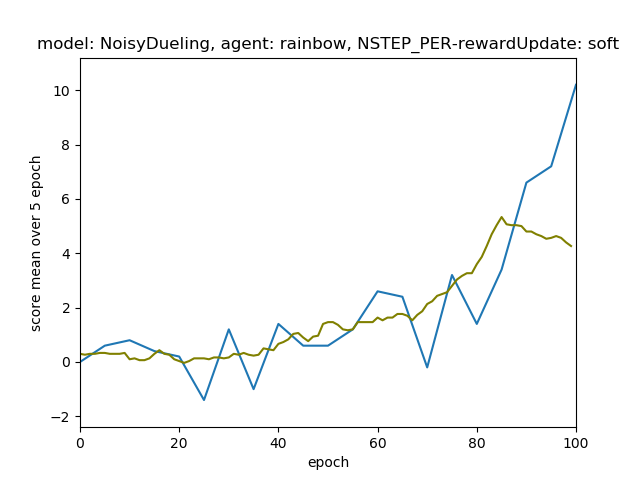 model: NoisyDueling, agent: rainbow, NSTEP_PER-rewardUpdate: soft
10
8
6
4
2
0
−2
score mean over 5 epoch
0 20 40 60 80 100
epoch